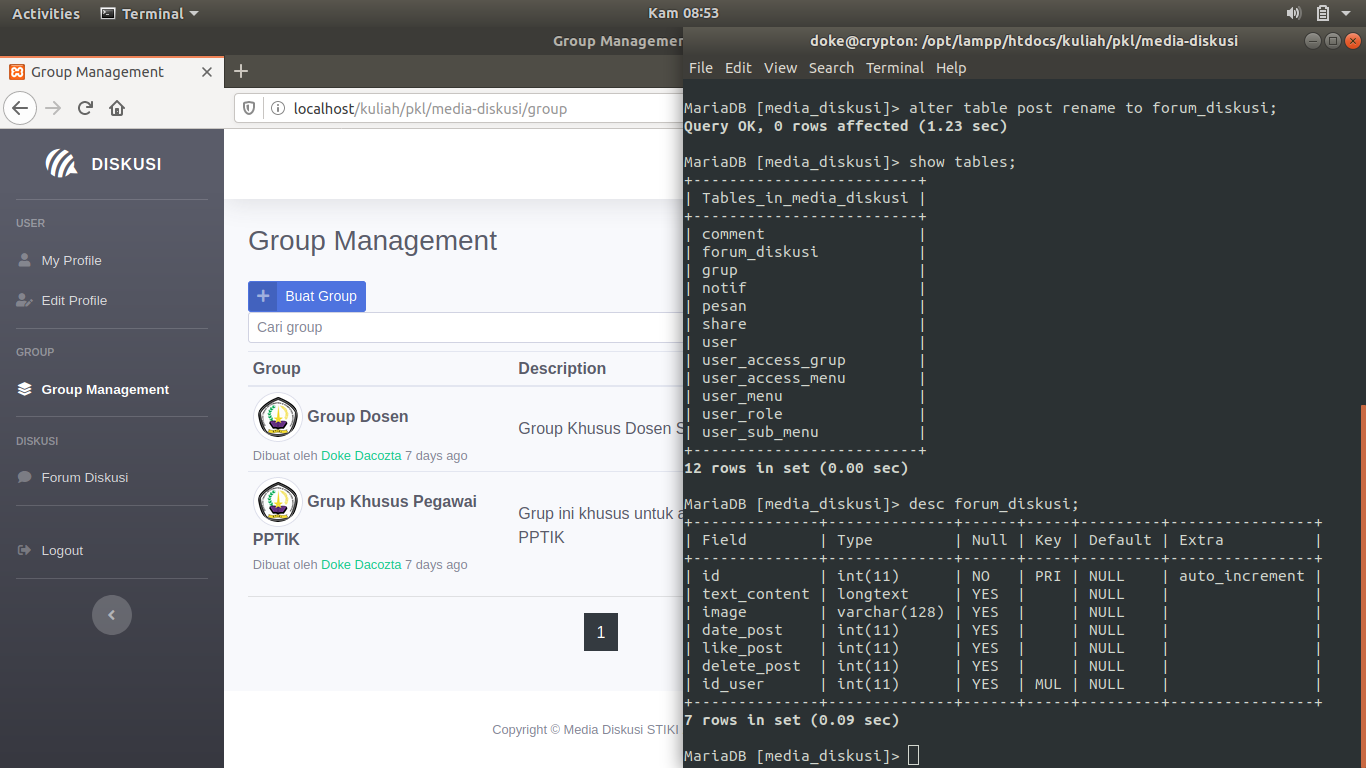 Activities Terminal Kam 08:53
Group Managemen
doke@crypton: /opt/lampp/htdocs/kuliah/pkl/media-diskusi
Group Management
localhost/kuliah/pkl/media-diskusi/group
DISKUSI
USER
My Profile
Edit Profile
GROUP
Group Management
DISKUSI
Forum Diskusi
Logout
Group Management
Buat Group
Cari group
Group Description
Group Dosen
Group Khusus Dosen S
Dibuat oleh Doke Dacozta 7 days ago
Grup Khusus Pegawai
PPTIK
Grup ini khusus untuk a
PPTIK
Dibuat oleh Doke Dacozta 7 days ago
1
Copyright © Media Diskusi STIKI
File Edit View Search Terminal Help
MariaDB [media_diskusi]> alter table post rename to forum_diskusi;
Query OK, 0 rows affected (1.23 sec)
MariaDB [media_diskusi]> show tables;
+-------------------------+
| Tables_in_media_diskusi |
+-------------------------+
| comment                 |
| forum_diskusi           |
| grup                    |
| notif                   |
| pesan                   |
| share                   |
| user                    |
| user_access_grup        |
| user_access_menu        |
| user_menu               |
| user_role               |
| user_sub_menu           |
+-------------------------+
12 rows in set (0.00 sec)
MariaDB [media_diskusi]> desc forum_diskusi;
+--------------+--------------+------+-----+---------+----------------+
| Field        | Type         | Null | Key | Default | Extra          |
+--------------+--------------+------+-----+---------+----------------+
| id           | int(11)      | NO   | PRI | NULL    | auto_increment |
| text_content | longtext     | YES  |     | NULL    |                |
| image        | varchar(128) | YES  |     | NULL    |                |
| date_post    | int(11)      | YES  |     | NULL    |                |
| like_post    | int(11)      | YES  |     | NULL    |                |
| delete_post  | int(11)      | YES  |     | NULL    |                |
| id_user      | int(11)      | YES  | MUL | NULL    |                |
+--------------+--------------+------+-----+---------+----------------+
7 rows in set (0.09 sec)
MariaDB [media_diskusi]>